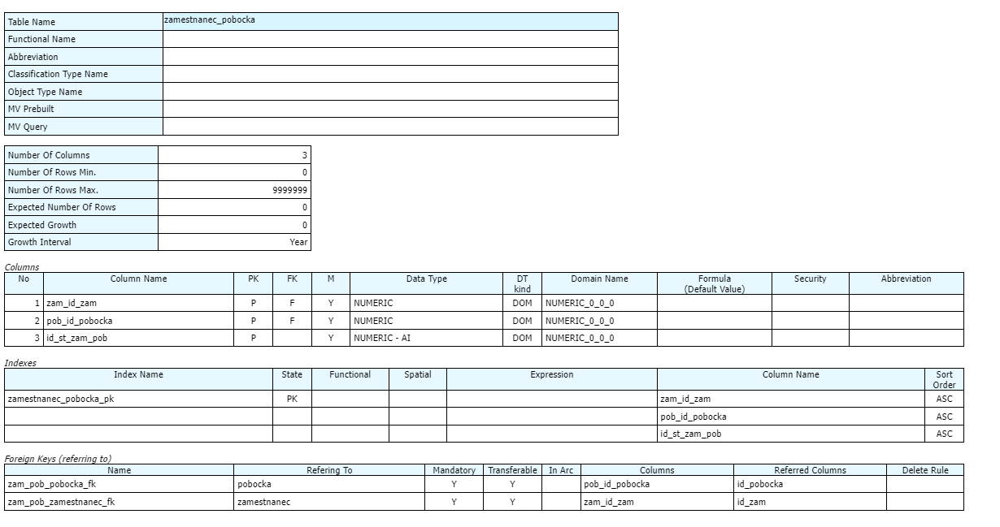 Table Name zamestnanec_pobocka
Functional Name
Abbreviation
Classification Type Name
Object Type Name
MV Prebuilt
MV Query
Number Of Columns 3
Number Of Rows Min. 0
Number Of Rows Max. 9999999
Expected Number Of Rows 0
Expected Growth 0
Growth Interval Year
Columns
No Column Name PK FK M Data Type DT kind Domain Name Formula (Default Value) Security Abbreviation
1 zam_id_zam P F Y NUMERIC DOM NUMERIC_0_0_0
2 pob_id_pobocka P F Y NUMERIC DOM NUMERIC_0_0_0
3 id_st_zam_pob P Y NUMERIC - AI DOM NUMERIC_0_0_0
Indexes
Index Name State Functional Spatial Expression Column Name Sort Order
zamestnanec_pobocka_pk PK zam_id_zam ASC
pob_id_pobocka ASC
id_st_zam_pob ASC
Foreign Keys (referring to)
Name Refering To Mandatory Transferable In Arc Columns Referred Columns Delete Rule
zam_pob_pobocka_fk pobocka Y Y pob_id_pobocka id_pobocka
zam_pob_zamestnanec_fk zamestnanec Y Y zam_id_zam id_zam